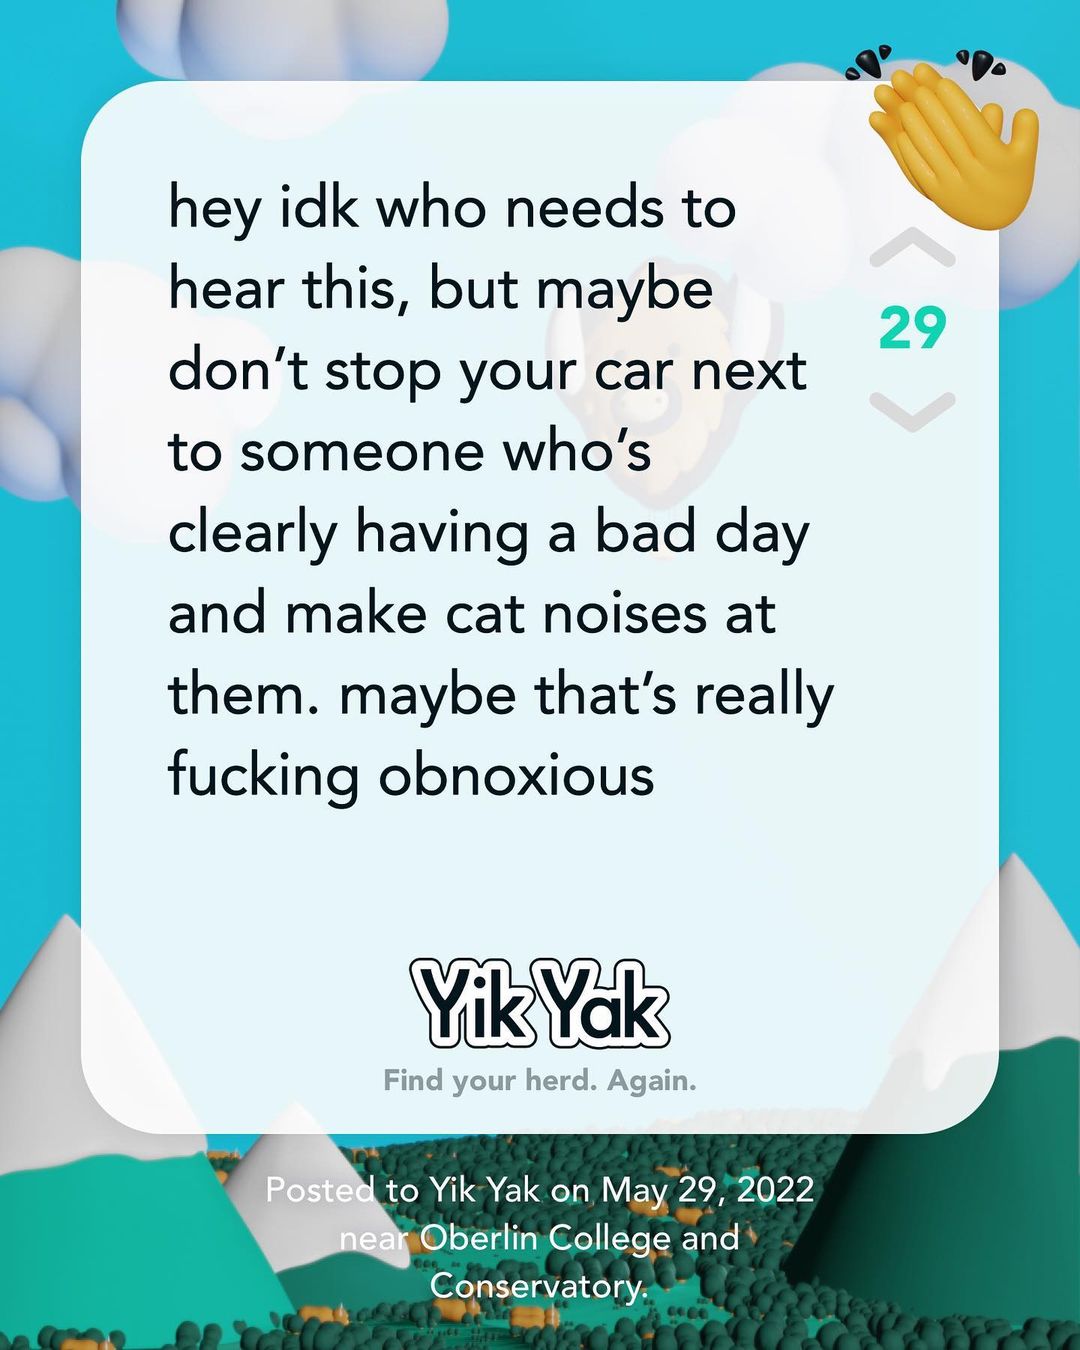 hey idk who needs to
hear this, but maybe
don’t stop your car next
to someone who’s
clearly having a bad day
and make cat noises at
them. maybe that’s really
fucking obnoxious
29
Yik Yak
Find your herd. Again.
Posted to Yik Yak on May 29, 2022
near Oberlin College and
Conservatory.